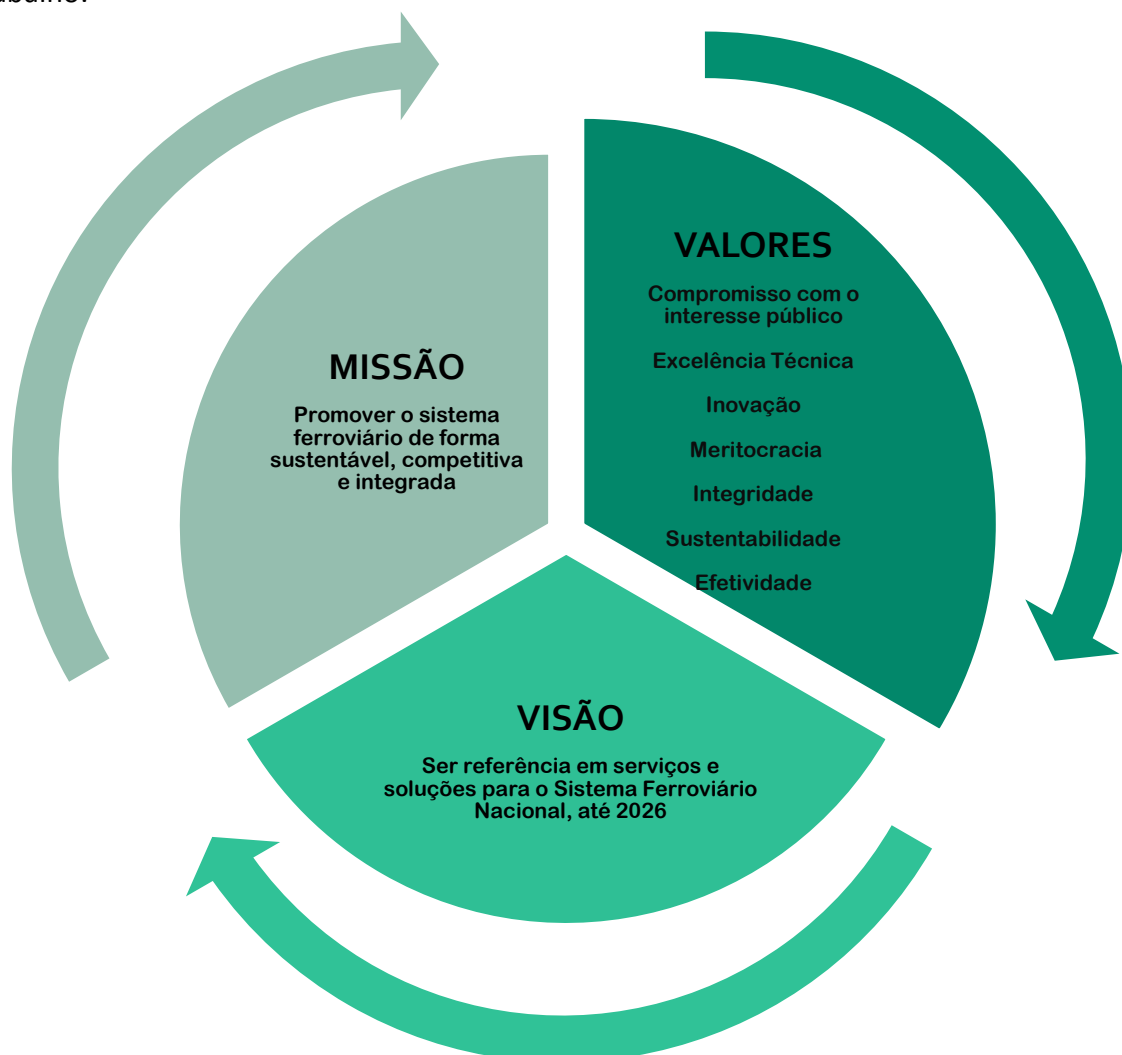 MISSÃO
Promover o sistema
ferroviário de forma
sustentável, competitiva
e integrada
VALORES
Compromisso com o
interesse público
Excelência Técnica
Inovação
Meritocracia
Integridade
Sustentabilidade
Efetividade
VISÃO
Ser referência em serviços e
soluções para o Sistema Ferroviário
Nacional, até 2026